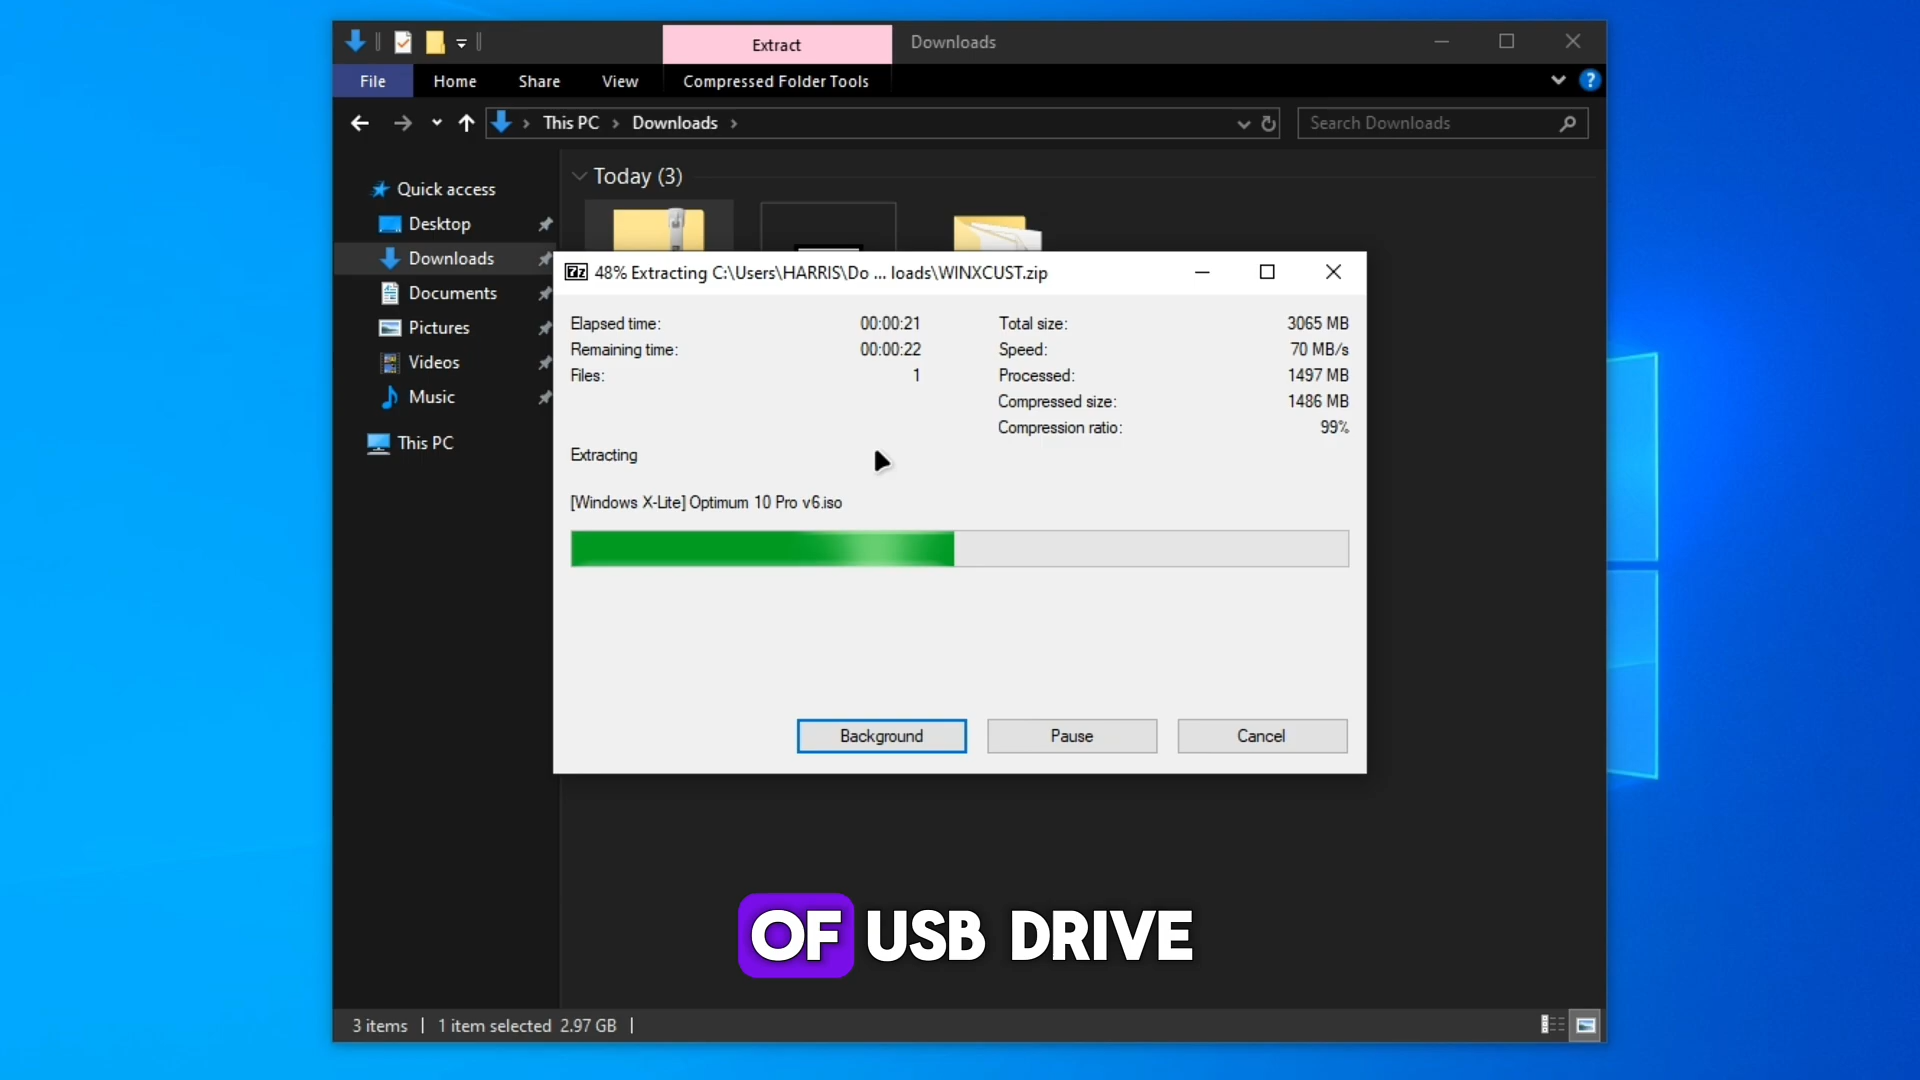 Extract
Downloads
File
Home
Share
View
Compressed Folder Tools
?
This PC
Downloads
Search Downloads
Quick access
Desktop
Downloads
Documents
Pictures
Videos
Music
This PC
Today (3)
7z
48% Extracting C:\Users\HARRIS\Do ... loads\WINXCUST.zip
Elapsed time: 00:00:21
Remaining time: 00:00:22
Files: 1
Total size: 3065 MB
Speed: 70 MB/s
Processed: 1497 MB
Compressed size: 1486 MB
Compression ratio: 99%
Extracting
[Windows X-Lite] Optimum 10 Pro v6.iso
Background
Pause
Cancel
OF USB DRIVE
3 items
1 item selected 2.97 GB